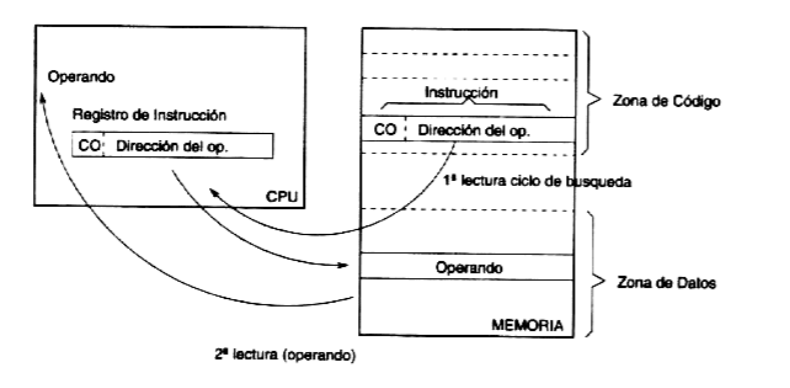 Operando
Registro de Instrucción
CO Dirección del op.
CPU
Instrucción
CO Dirección del op.
Zona de Código
1ª lectura ciclo de busqueda
Operando
Zona de Datos
MEMORIA
2ª lectura (operando)